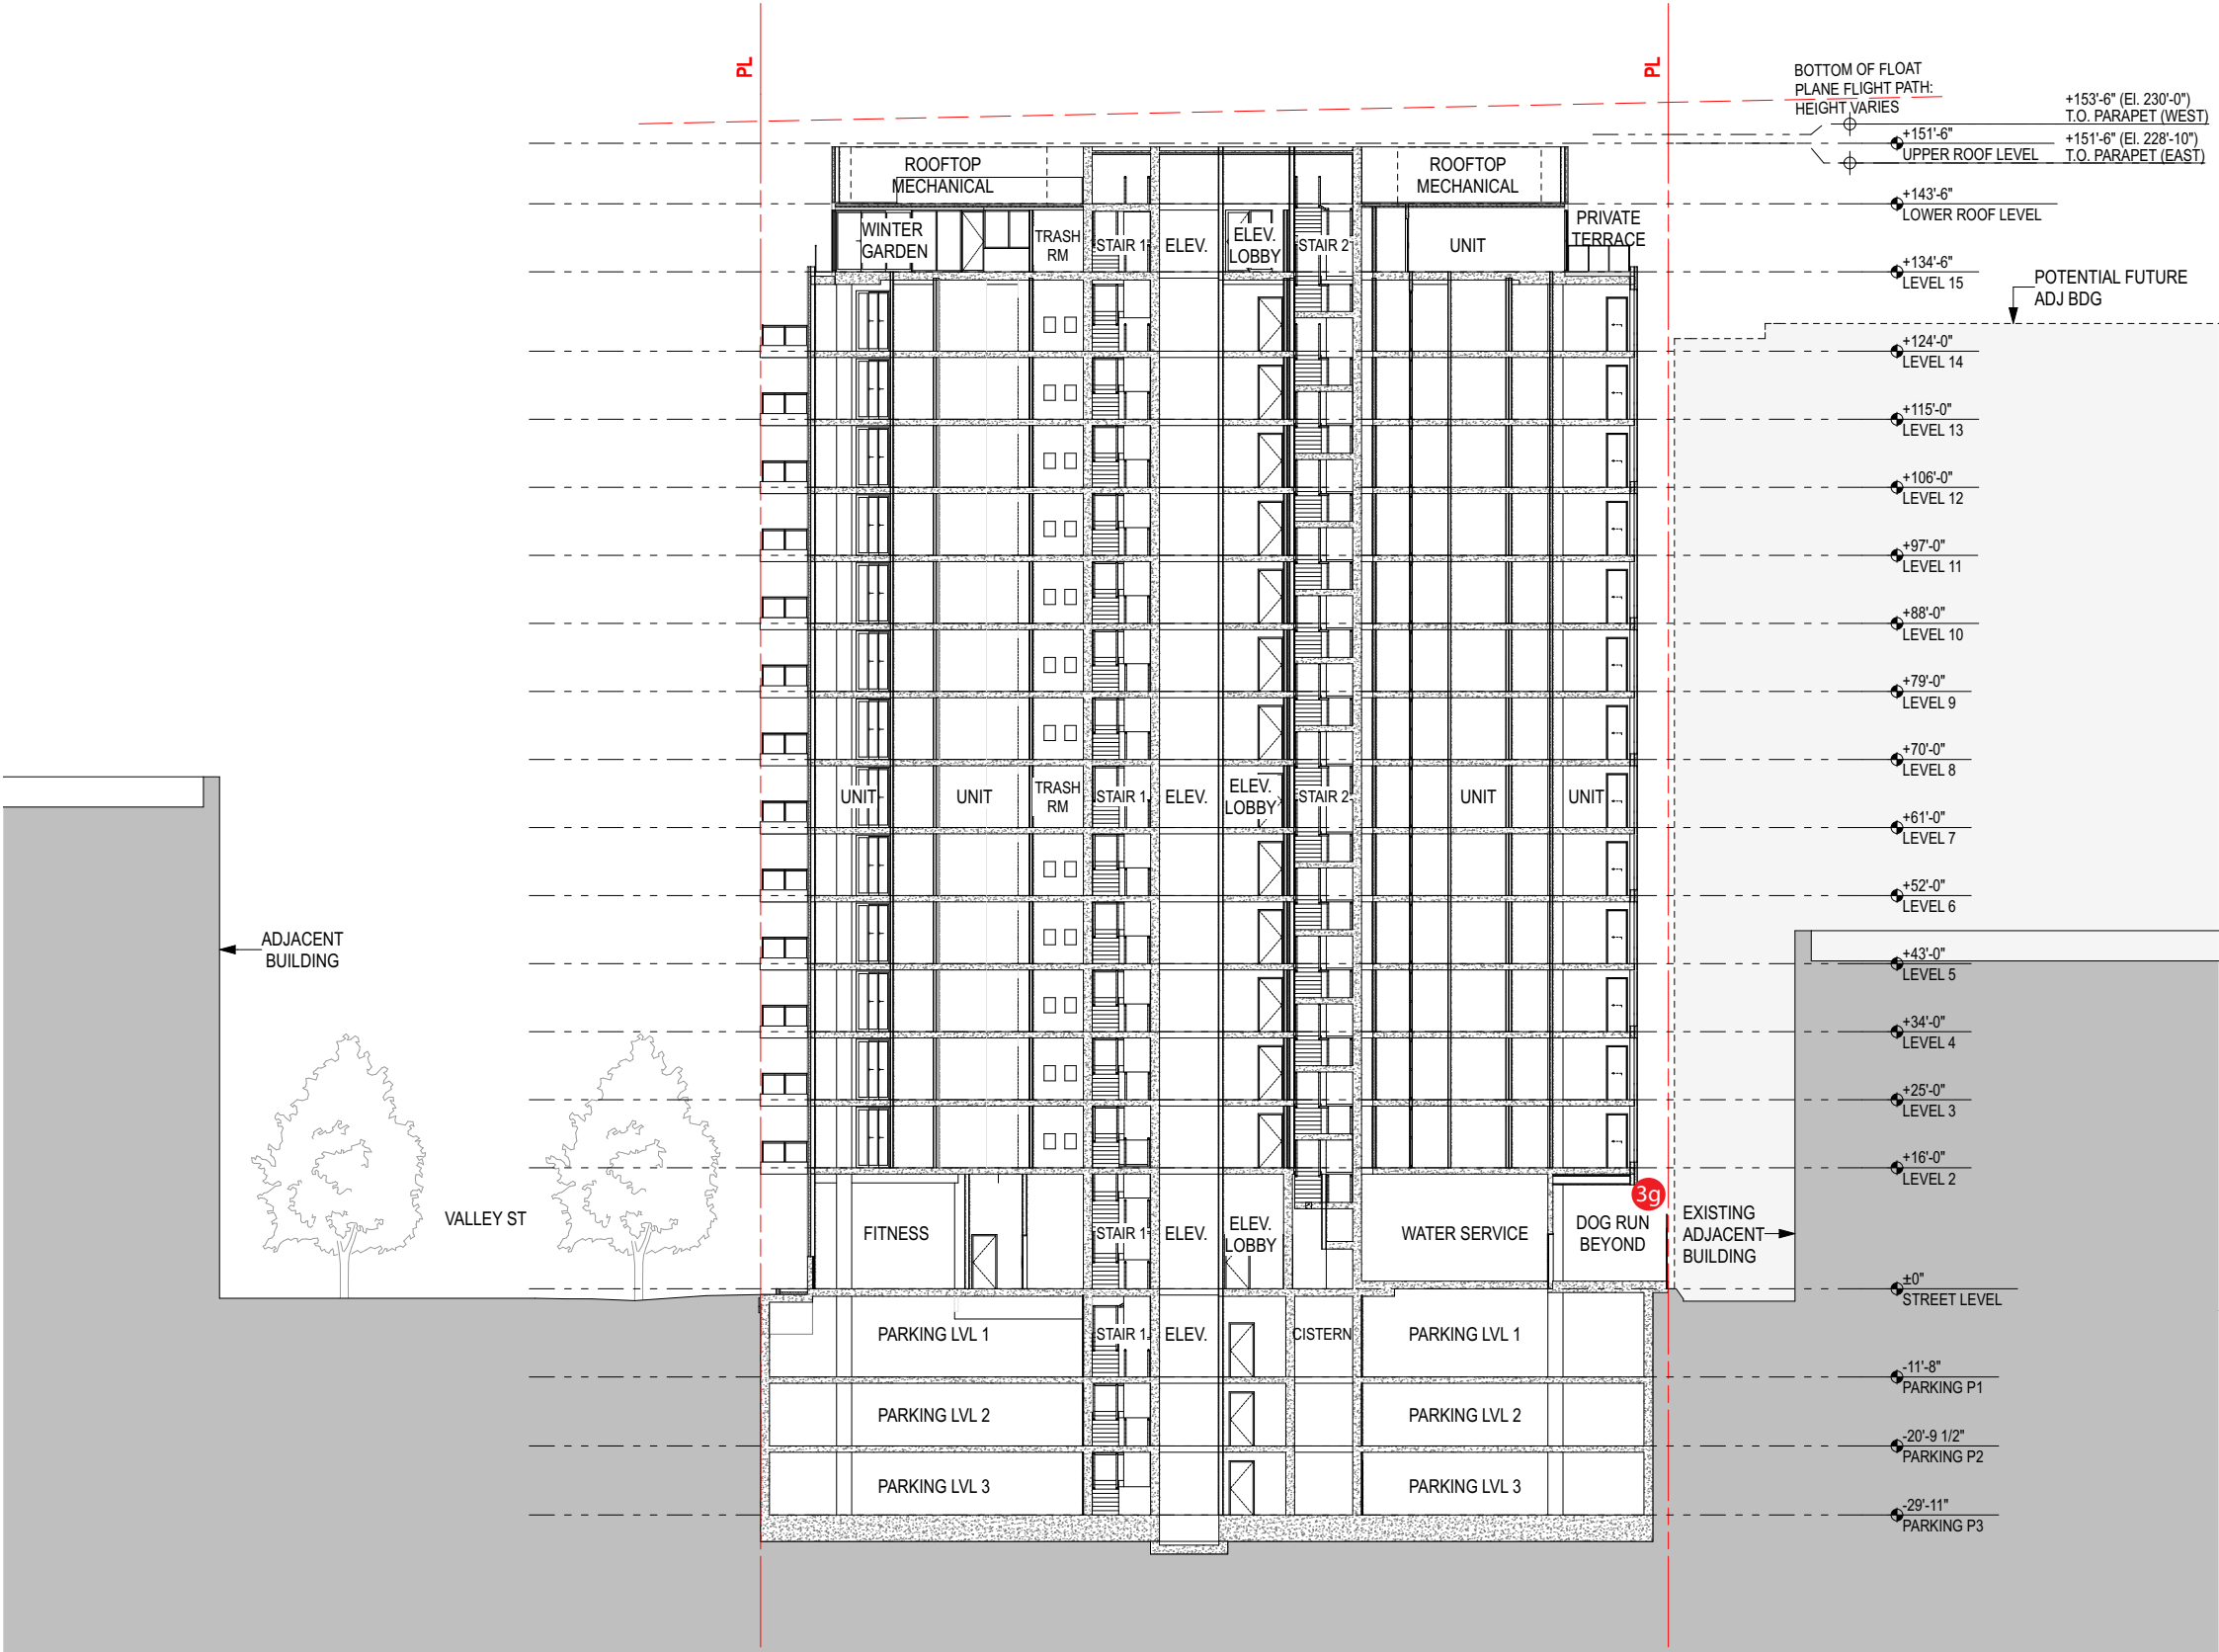 PL
PL
BOTTOM OF FLOAT
PLANE FLIGHT PATH:
HEIGHT VARIES
+153'-6" (El. 230'-0")
T.O. PARAPET (WEST)
+151'-6"
UPPER ROOF LEVEL
+151'-6" (El. 228'-10")
T.O. PARAPET (EAST)
ROOFTOP
MECHANICAL
ROOFTOP
MECHANICAL
+143'-6"
LOWER ROOF LEVEL
WINTER
GARDEN
TRASH
RM
STAIR 1
ELEV.
ELEV.
LOBBY
STAIR 2
UNIT
PRIVATE
TERRACE
+134'-6"
LEVEL 15
POTENTIAL FUTURE
ADJ BDG
+124'-0"
LEVEL 14
+115'-0"
LEVEL 13
+106'-0"
LEVEL 12
+97'-0"
LEVEL 11
+88'-0"
LEVEL 10
+79'-0"
LEVEL 9
+70'-0"
LEVEL 8
UNIT
UNIT
TRASH
RM
STAIR 1
ELEV.
ELEV.
LOBBY
STAIR 2
UNIT
UNIT
+61'-0"
LEVEL 7
+52'-0"
LEVEL 6
ADJACENT
BUILDING
+43'-0"
LEVEL 5
+34'-0"
LEVEL 4
+25'-0"
LEVEL 3
+16'-0"
LEVEL 2
3g
VALLEY ST
FITNESS
STAIR 1
ELEV.
ELEV.
LOBBY
WATER SERVICE
DOG RUN
BEYOND
EXISTING
ADJACENT
BUILDING
±0"
STREET LEVEL
PARKING LVL 1
STAIR 1
ELEV.
CISTERN
PARKING LVL 1
-11'-8"
PARKING P1
PARKING LVL 2
PARKING LVL 2
-20'-9 1/2"
PARKING P2
PARKING LVL 3
PARKING LVL 3
-29'-11"
PARKING P3